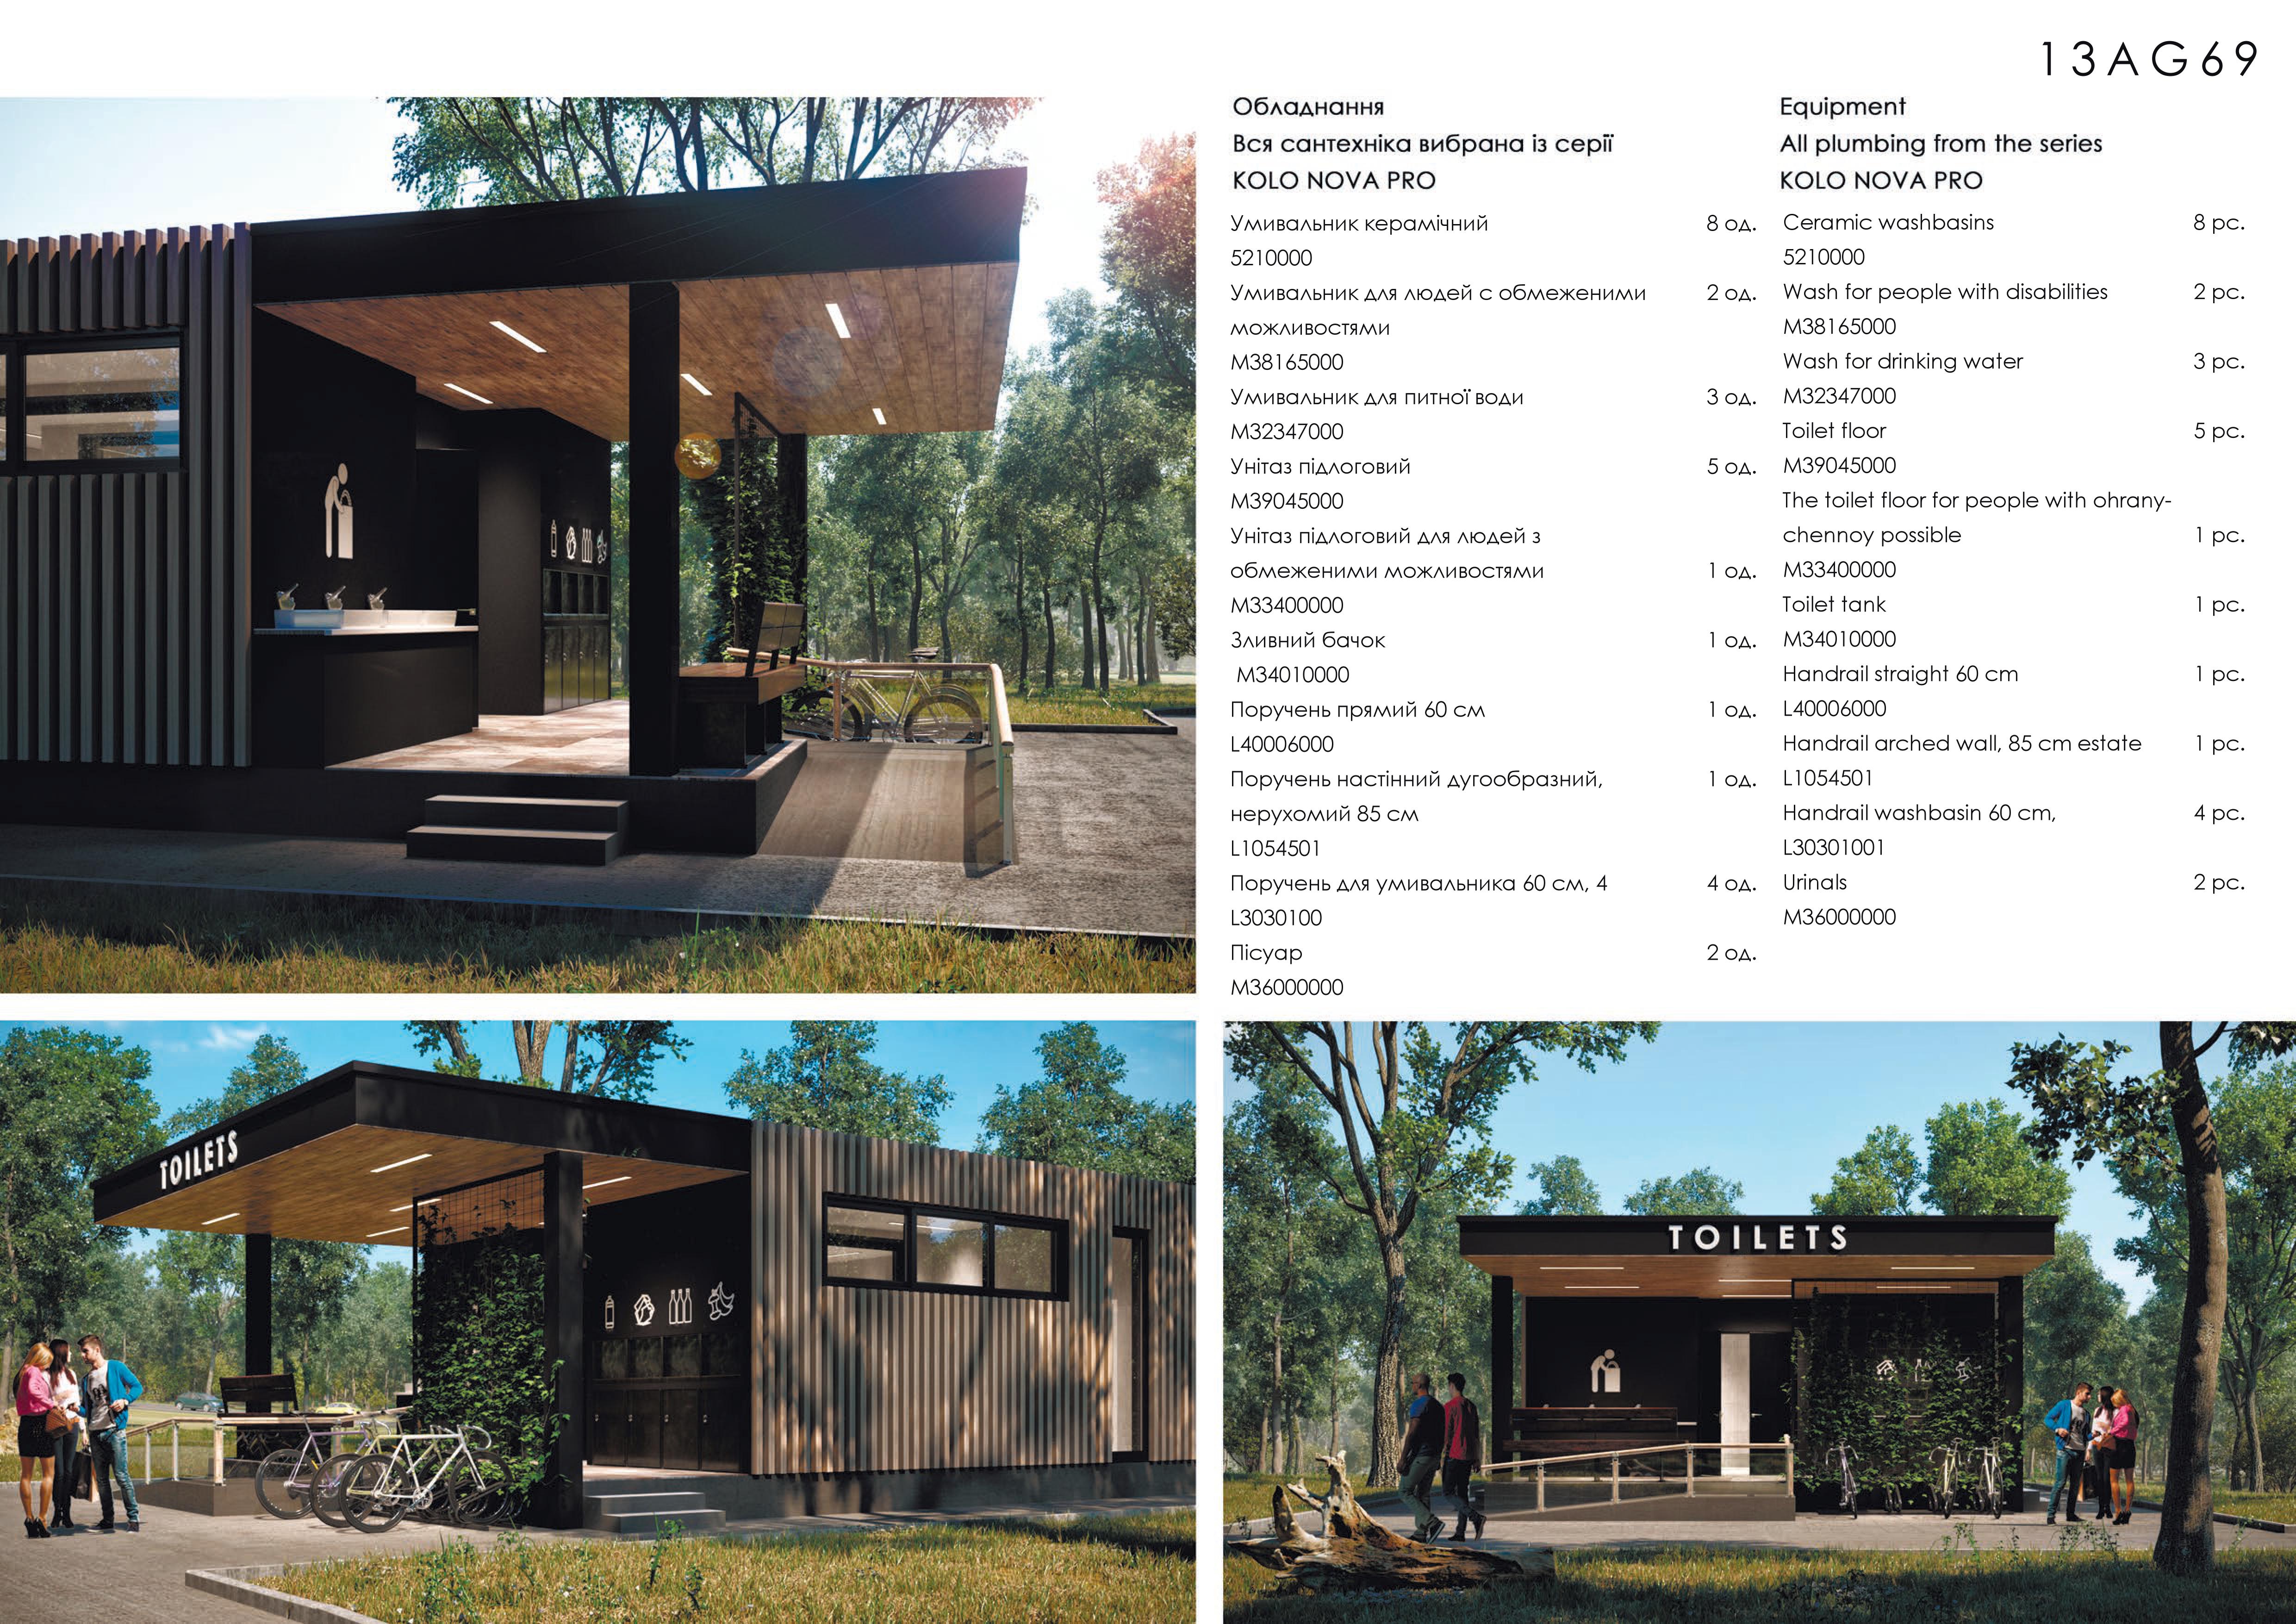 13AG69
Обладнання
Вся сантехніка вибрана із серії
KOLO NOVA PRO
Умивальник керамічний 8 од.
5210000
Умивальник для людей с обмеженими 2 од.
можливостями
M38165000
Умивальник для питної води 3 од.
M32347000
Унітаз підлоговий 5 од.
M39045000
Унітаз підлоговий для людей з
обмеженими можливостями 1 од.
M33400000
Зливний бачок 1 од.
M34010000
Поручень прямий 60 см 1 од.
L40006000
Поручень настінний дугообразний, 1 од.
нерухомий 85 см
L1054501
Поручень для умивальника 60 см, 4 4 од.
L3030100
Пісуар 2 од.
M36000000
Equipment
All plumbing from the series
KOLO NOVA PRO
Ceramic washbasins 8 pc.
5210000
Wash for people with disabilities 2 pc.
M38165000
Wash for drinking water 3 pc.
M32347000
Toilet floor 5 pc.
M39045000
The toilet floor for people with ohrany-
chennoy possible 1 pc.
M33400000
Toilet tank 1 pc.
M34010000
Handrail straight 60 cm 1 pc.
L40006000
Handrail arched wall, 85 cm estate 1 pc.
L1054501
Handrail washbasin 60 cm, 4 pc.
L30301001
Urinals 2 pc.
M36000000
TOILETS
TOILETS